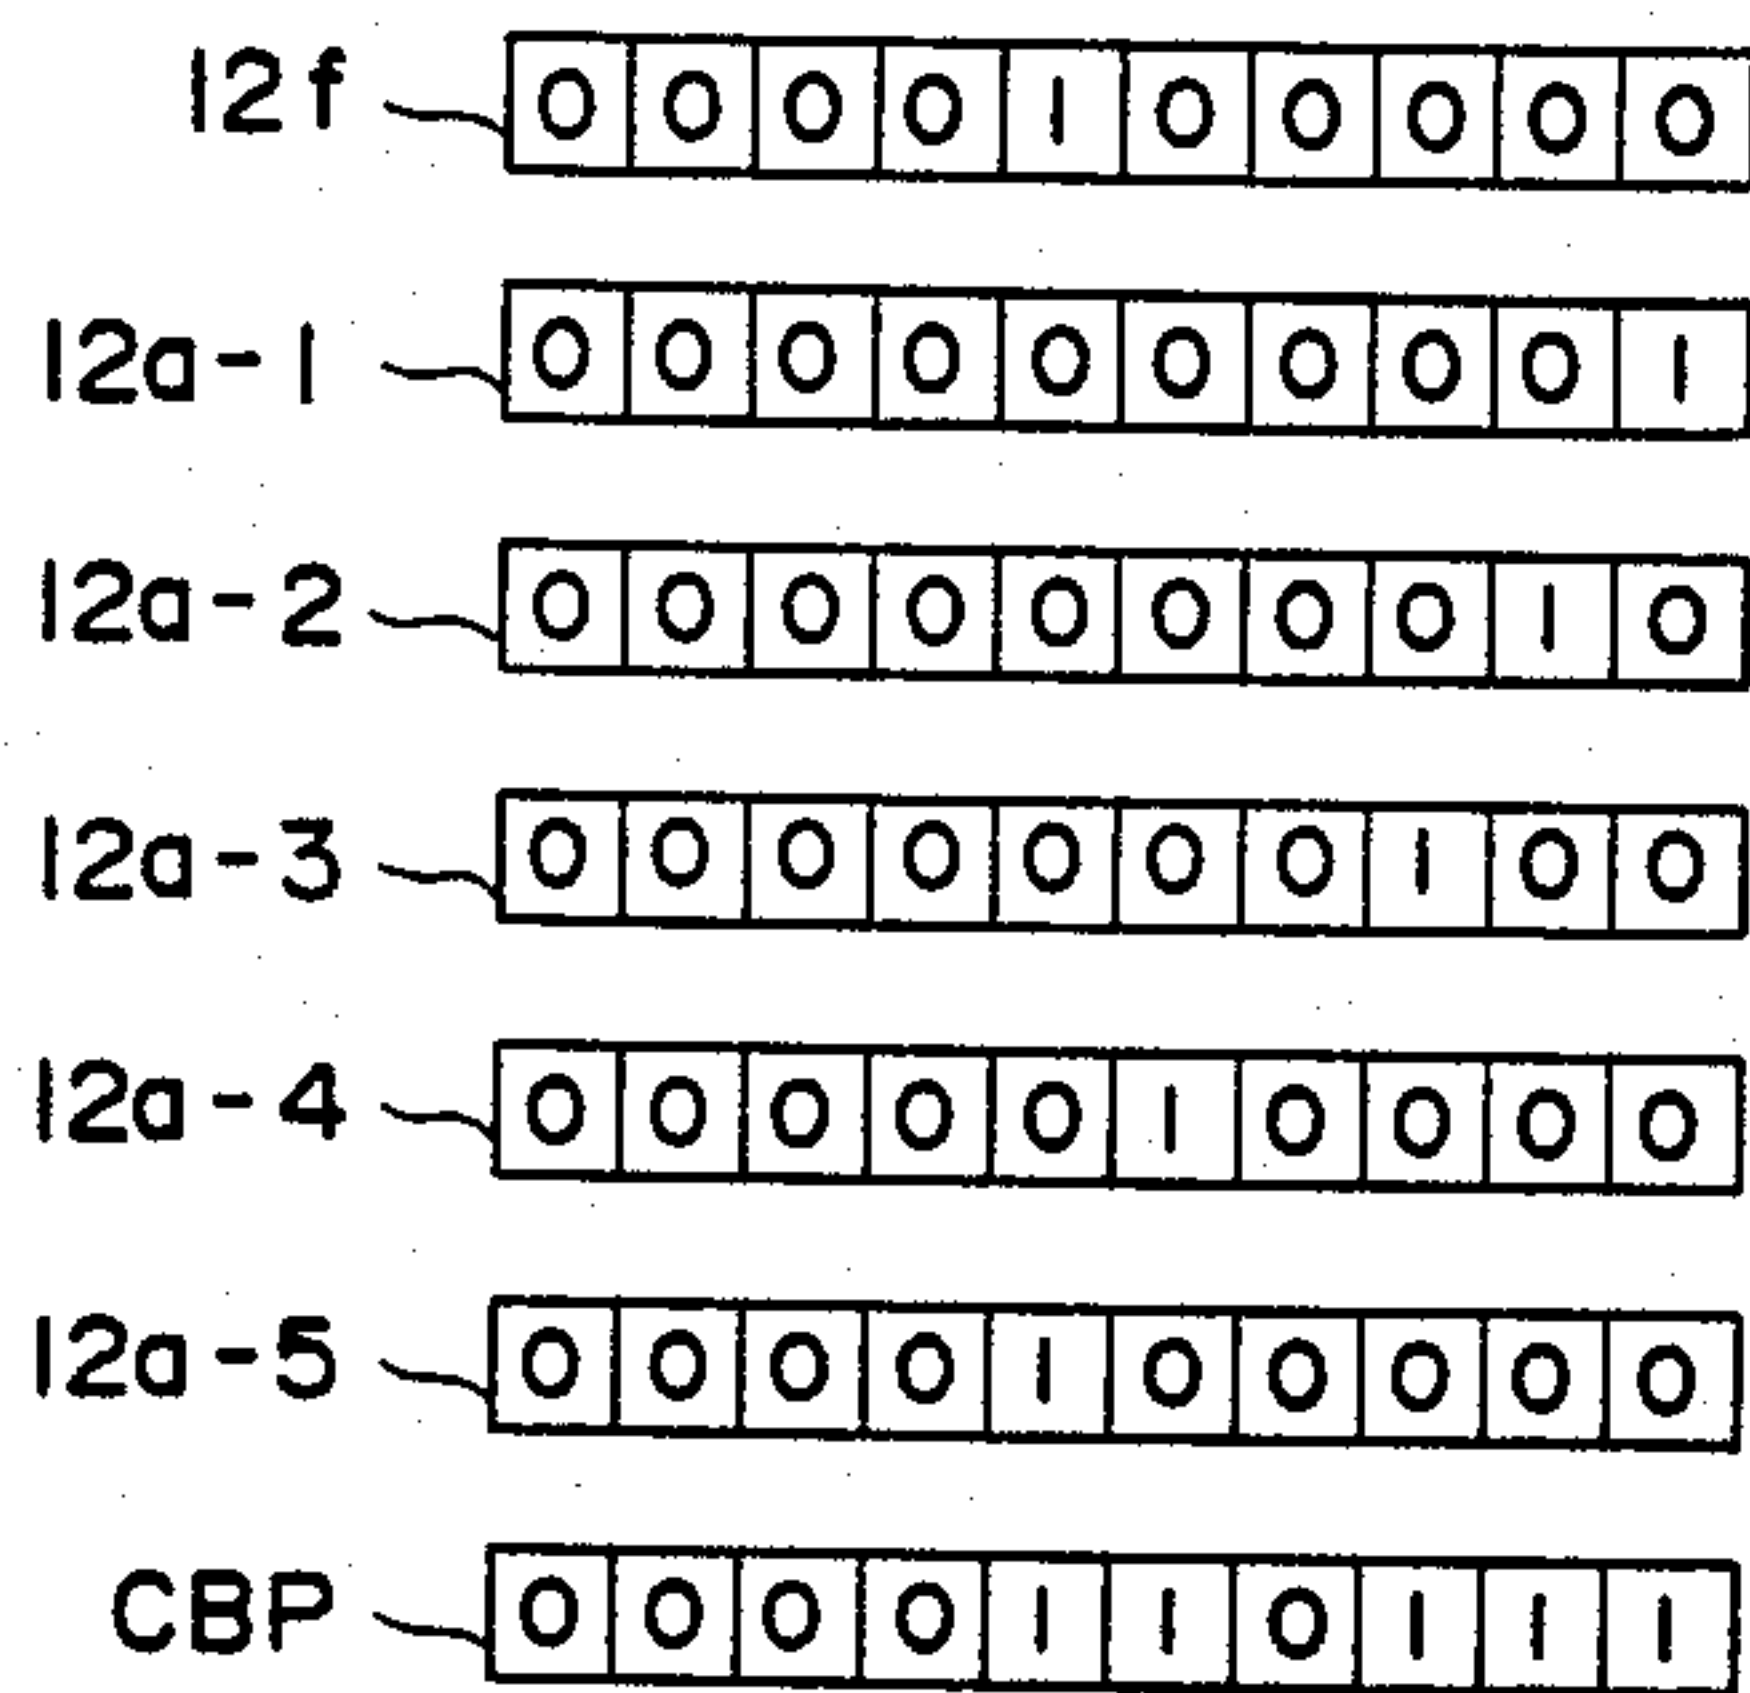 12f 0 0 0 0 1 0 0 0 0 0
12a-1 0 0 0 0 0 0 0 0 0 1
12a-2 0 0 0 0 0 0 0 0 1 0
12a-3 0 0 0 0 0 0 0 1 0 0
12a-4 0 0 0 0 0 1 0 0 0 0
12a-5 0 0 0 0 1 0 0 0 0 0
CBP 0 0 0 0 1 1 0 1 1 1